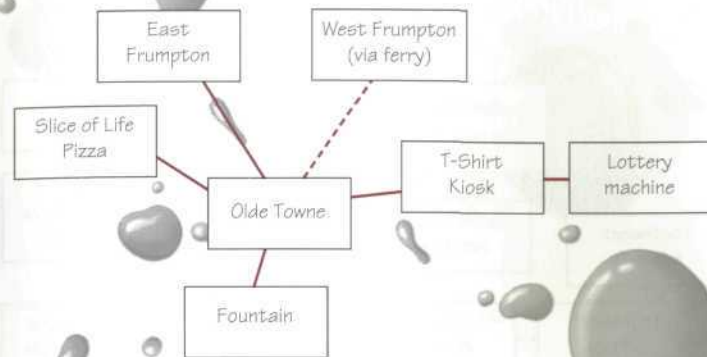 East
Frumpton
West Frumpton
(via ferry)
Slice of Life
Pizza
T-Shirt
Kiosk
Lottery
machine
Olde Towne
Fountain